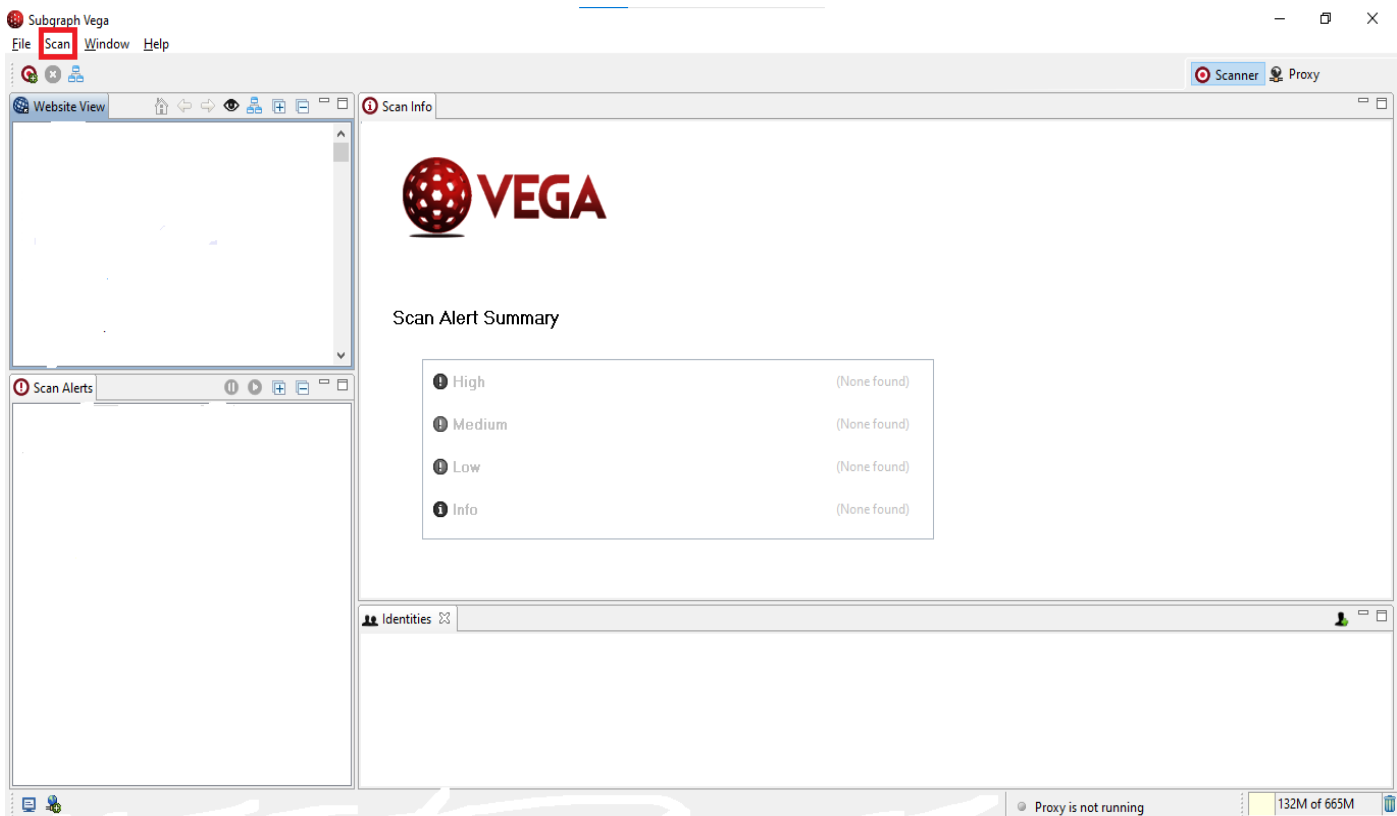 Subgraph Vega
File Scan Window Help
Scanner Proxy
Website View
Scan Info
VEGA
Scan Alert Summary
High (None found)
Medium (None found)
Low (None found)
Info (None found)
Scan Alerts
Identities
Proxy is not running
132M of 665M